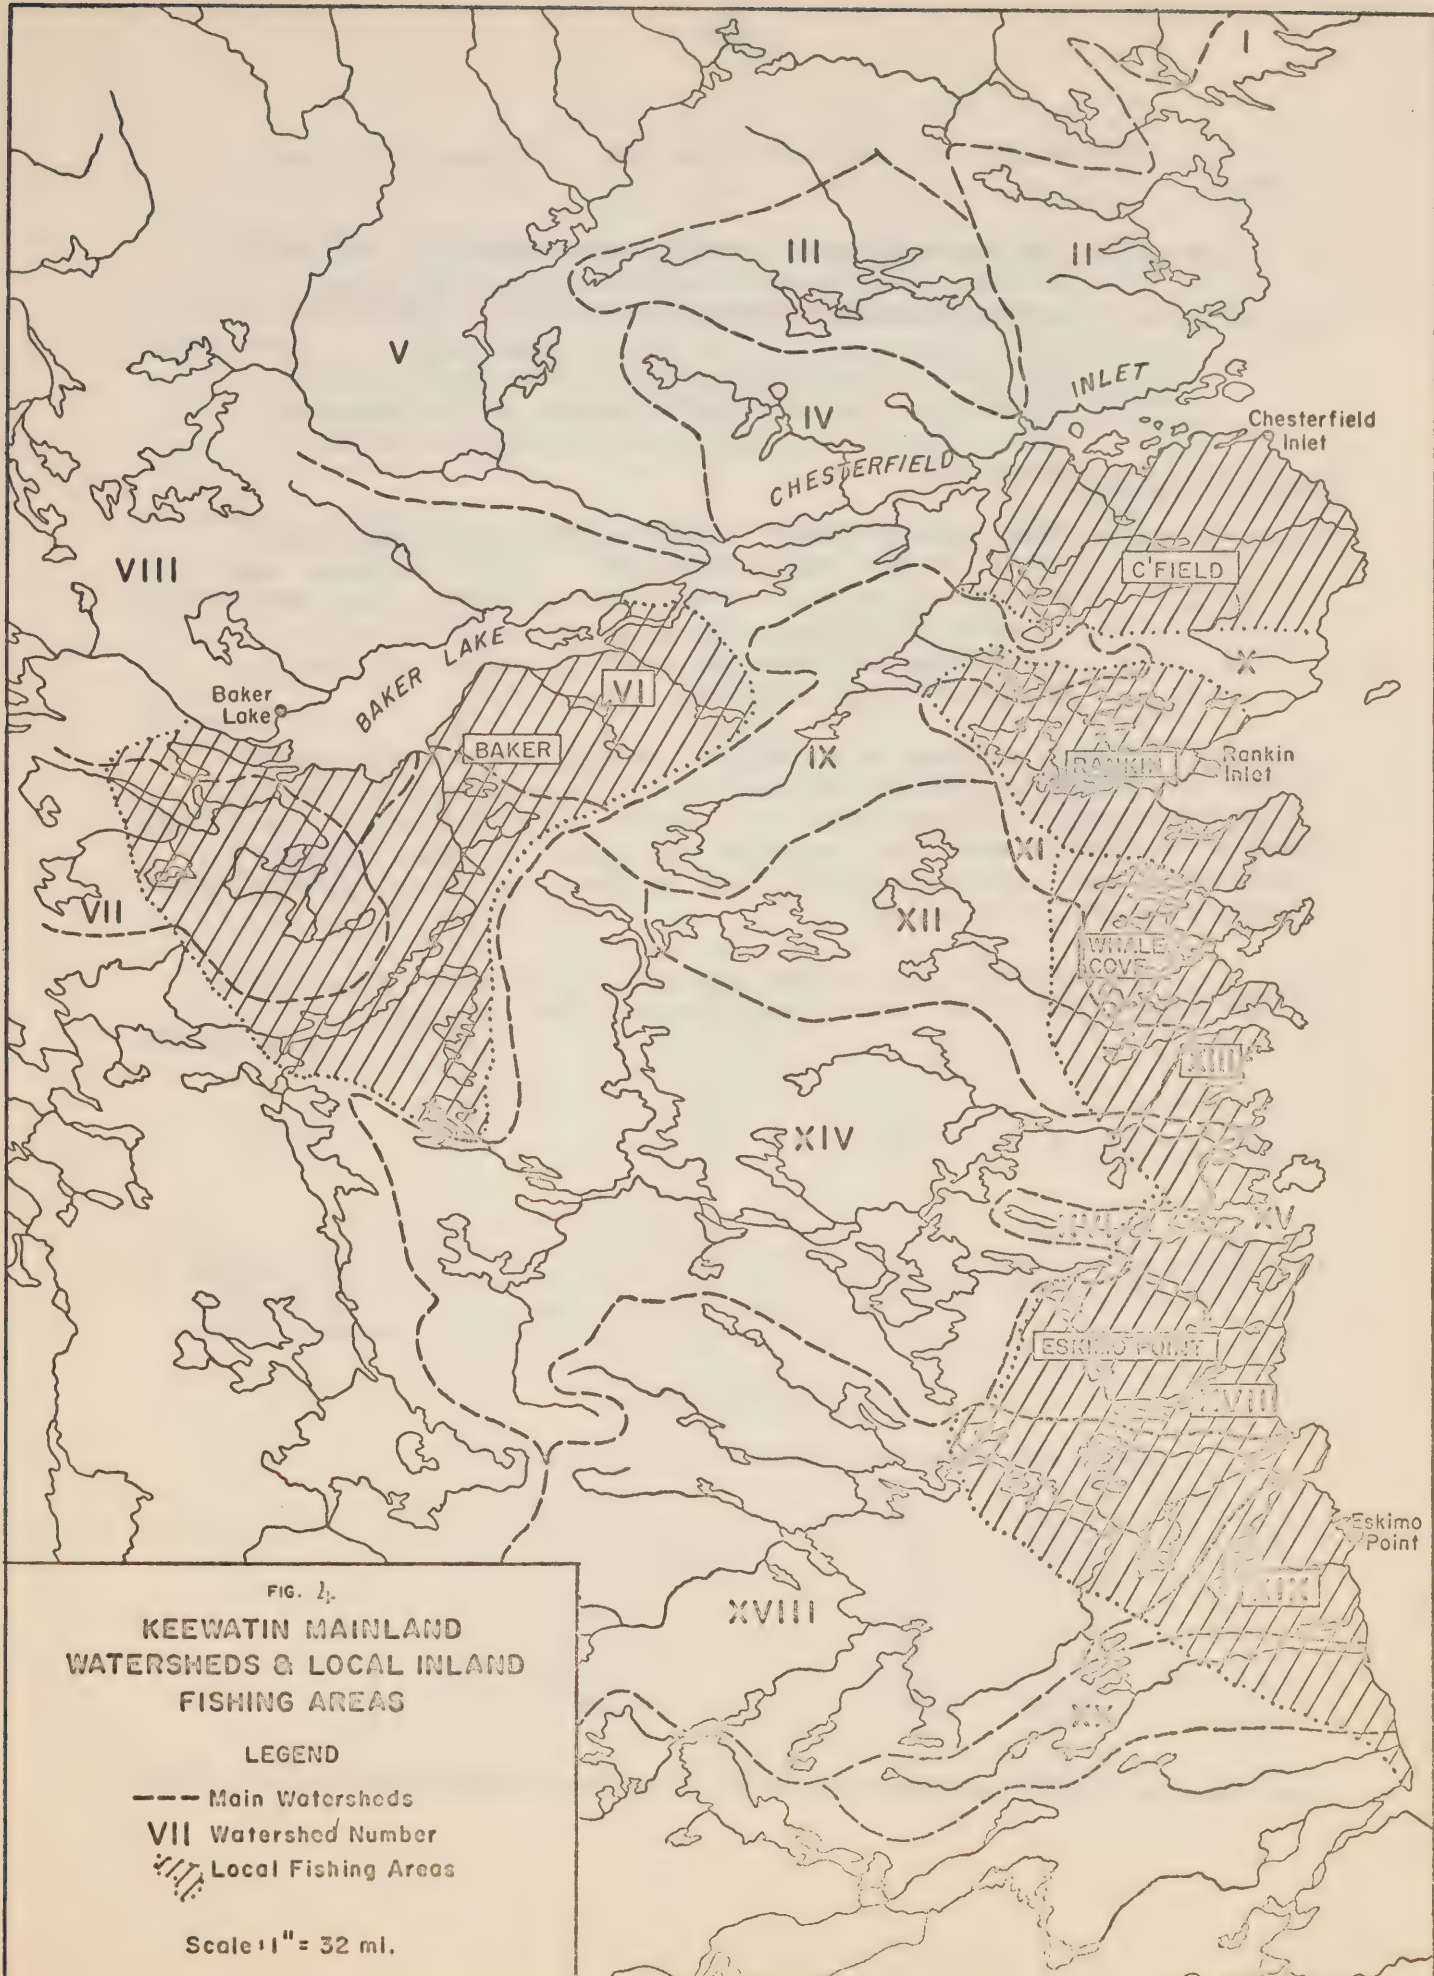 I
II
III
V
IV
INLET
Chesterfield
Inlet
CHESTERFIELD
C'FIELD
VIII
BAKER LAKE
VI
Baker
Lake
BAKER
IX
X
RANKIN
Rankin
Inlet
XI
VII
XII
WHALE
COVE
XIII
XIV
XV
ESKIMO POINT
Eskimo
Point
XIX
XVIII
XX
FIG. 4.
KEEWATIN MAINLAND
WATERSHEDS & LOCAL INLAND
FISHING AREAS
LEGEND
Main Watersheds
VII Watershed Number
Local Fishing Areas
Scale: 1" = 32 mi.